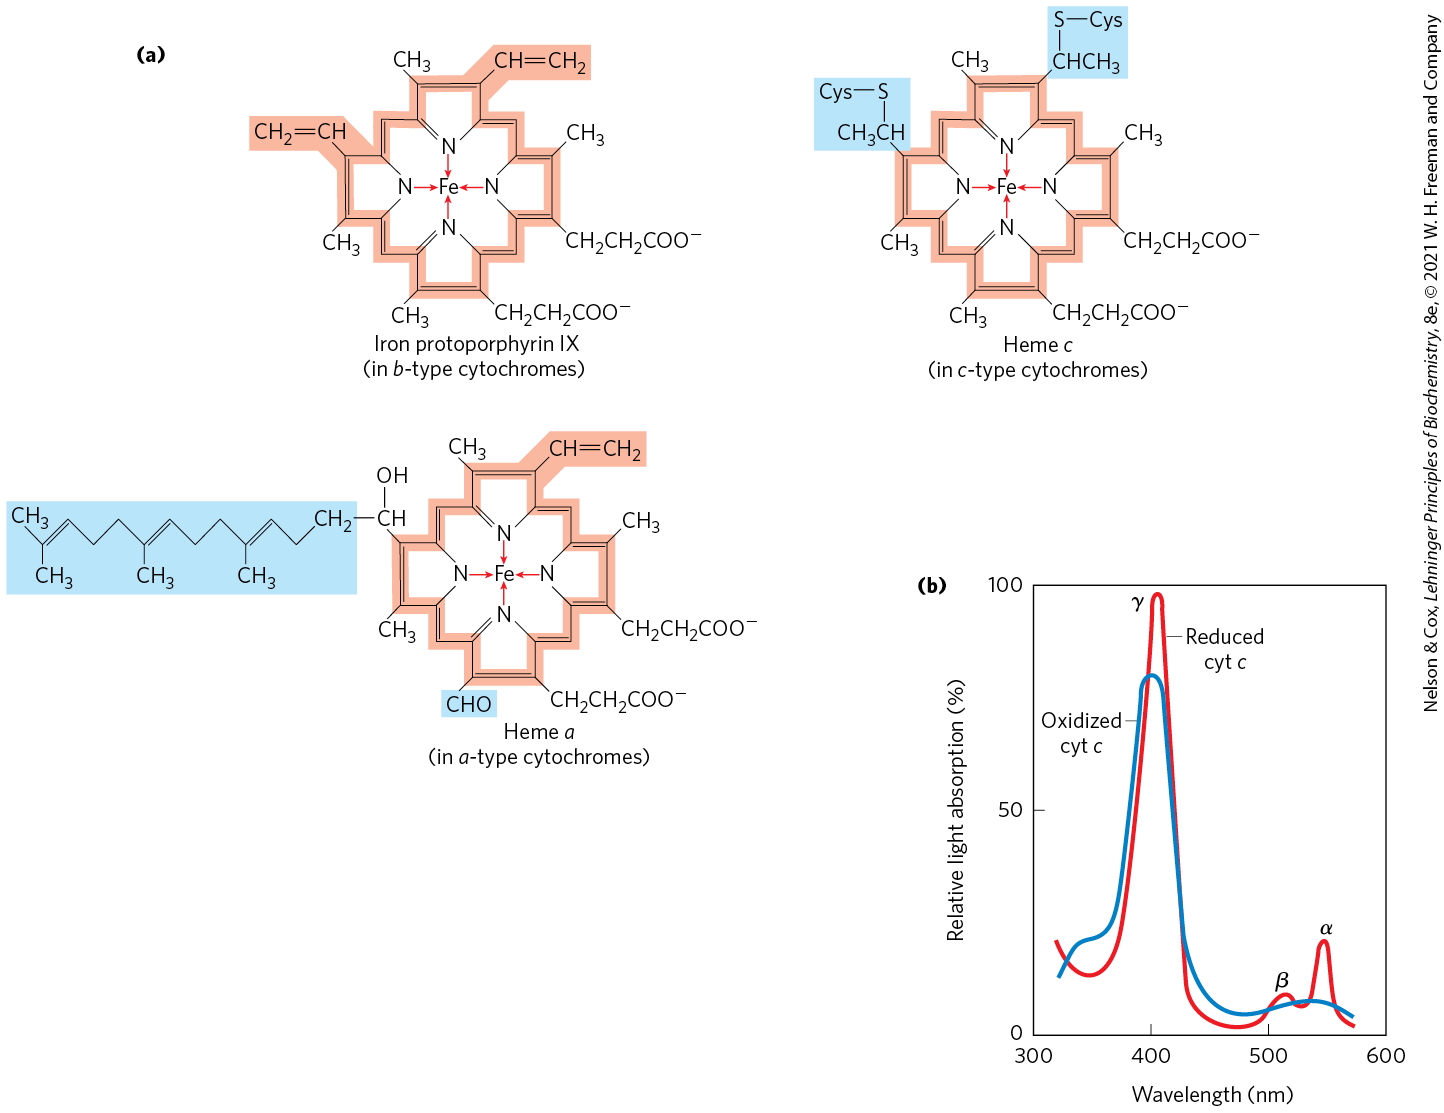 (a)
CH₃
CH=CH₂
CH₂=CH
CH₃
N
N
Fe
N
N
CH₃
CH₂CH₂COO⁻
CH₃
CH₂CH₂COO⁻
Iron protoporphyrin IX
(in b-type cytochromes)
S—Cys
CH₃
CHCH₃
Cys—S
CH₃CH
CH₃
N
N
Fe
N
N
CH₃
CH₂CH₂COO⁻
CH₃
CH₂CH₂COO⁻
Heme c
(in c-type cytochromes)
CH₃
CH=CH₂
OH
CH₃
CH₂—CH
CH₃
N
N
Fe
N
N
CH₃
CH₃
CH₃
CH₃
CH₂CH₂COO⁻
CHO
CH₂CH₂COO⁻
Heme a
(in a-type cytochromes)
(b)
100
50
0
Relative light absorption (%)
γ
Reduced
cyt c
Oxidized
cyt c
β
α
300
400
500
600
Wavelength (nm)
Nelson & Cox, Lehninger Principles of Biochemistry, 8e, © 2021 W. H. Freeman and Company